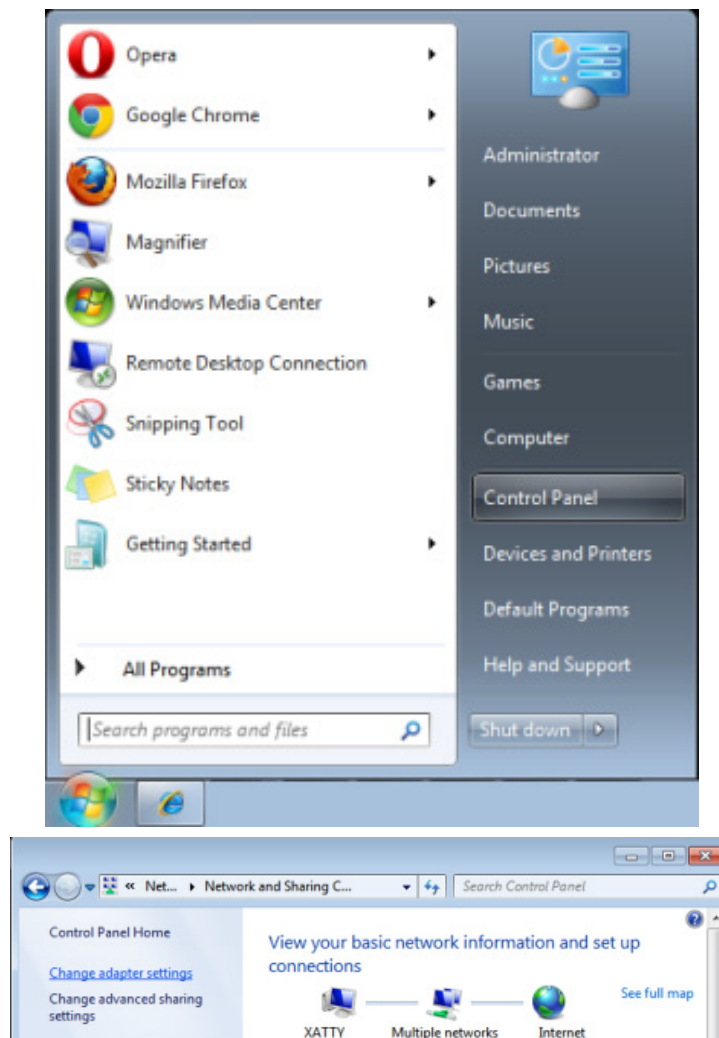 Opera
Google Chrome
Mozilla Firefox
Magnifier
Windows Media Center
Remote Desktop Connection
Snipping Tool
Sticky Notes
Getting Started
All Programs
Search programs and files
Administrator
Documents
Pictures
Music
Games
Computer
Control Panel
Devices and Printers
Default Programs
Help and Support
Shut down
« Net... Network and Sharing C... Search Control Panel
Control Panel Home
Change adapter settings
Change advanced sharing
settings
View your basic network information and set up
connections
See full map
XATTY Multiple networks Internet